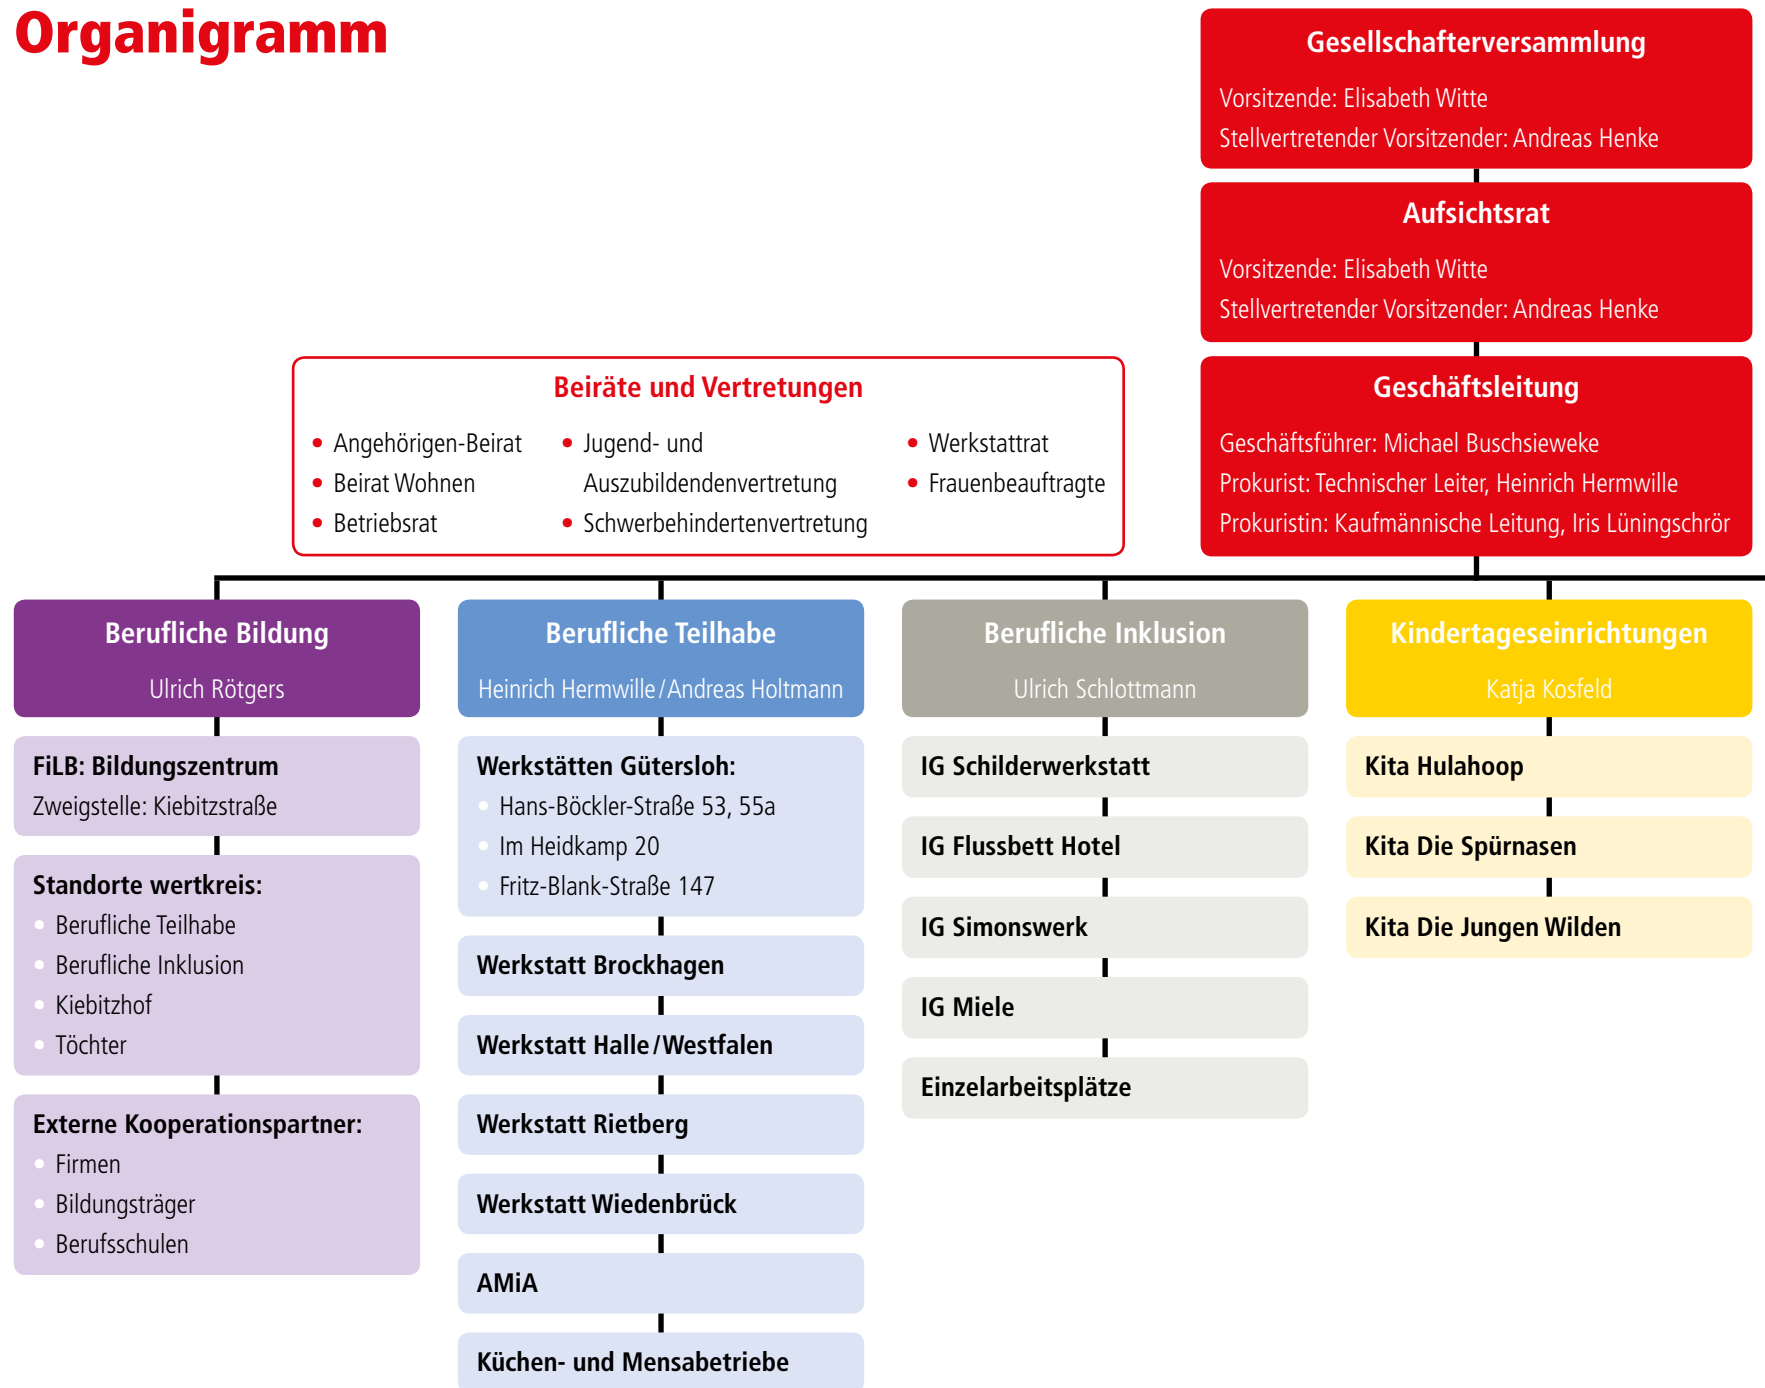 Organigramm
Gesellschafterversammlung
Vorsitzende: Elisabeth Witte
Stellvertretender Vorsitzender: Andreas Henke
Aufsichtsrat
Vorsitzende: Elisabeth Witte
Stellvertretender Vorsitzender: Andreas Henke
Geschäftsleitung
Geschäftsführer: Michael Buschsieweke
Prokurist: Technischer Leiter, Heinrich Hermwille
Prokuristin: Kaufmännische Leitung, Iris Lüningschrör
Beiräte und Vertretungen
• Angehörigen-Beirat
• Beirat Wohnen
• Betriebsrat
• Jugend- und
Auszubildendenvertretung
• Schwerbehindertenvertretung
• Werkstattrat
• Frauenbeauftragte
Berufliche Bildung
Ulrich Rötgers
FiLB: Bildungszentrum
Zweigstelle: Kiebitzstraße
Standorte wertkreis:
• Berufliche Teilhabe
• Berufliche Inklusion
• Kiebitzhof
• Töchter
Externe Kooperationspartner:
• Firmen
• Bildungsträger
• Berufsschulen
Berufliche Teilhabe
Heinrich Hermwille/Andreas Holtmann
Werkstätten Gütersloh:
• Hans-Böckler-Straße 53, 55a
• Im Heidkamp 20
• Fritz-Blank-Straße 147
Werkstatt Brockhagen
Werkstatt Halle/Westfalen
Werkstatt Rietberg
Werkstatt Wiedenbrück
AMiA
Küchen- und Mensabetriebe
Berufliche Inklusion
Ulrich Schlottmann
IG Schilderwerkstatt
IG Flussbett Hotel
IG Simonswerk
IG Miele
Einzelarbeitsplätze
Kindertageseinrichtungen
Katja Kosfeld
Kita Hulahoop
Kita Die Spürnasen
Kita Die Jungen Wilden